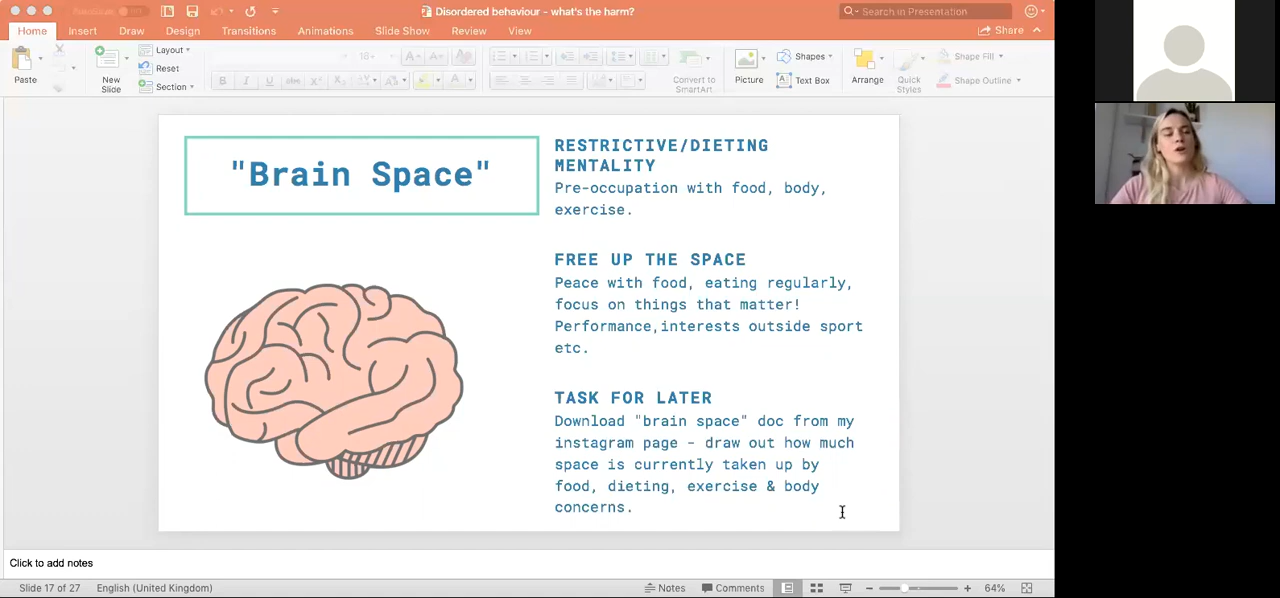 Disordered behaviour - what's the harm?
Search in Presentation
Home Insert Draw Design Transitions Animations Slide Show Review View
Share
Paste
New
Slide
Layout
Reset
Section
18
B I U abc X² X₂
Convert to
SmartArt
Picture
Shapes
Text Box
Arrange
Quick
Styles
Shape Fill
Shape Outline
"Brain Space"
RESTRICTIVE/DIETING
MENTALITY
Pre-occupation with food, body,
exercise.
FREE UP THE SPACE
Peace with food, eating regularly,
focus on things that matter!
Performance,interests outside sport
etc.
TASK FOR LATER
Download "brain space" doc from my
instagram page - draw out how much
space is currently taken up by
food, dieting, exercise & body
concerns.
Click to add notes
Slide 17 of 27 English (United Kingdom) Notes Comments 64%